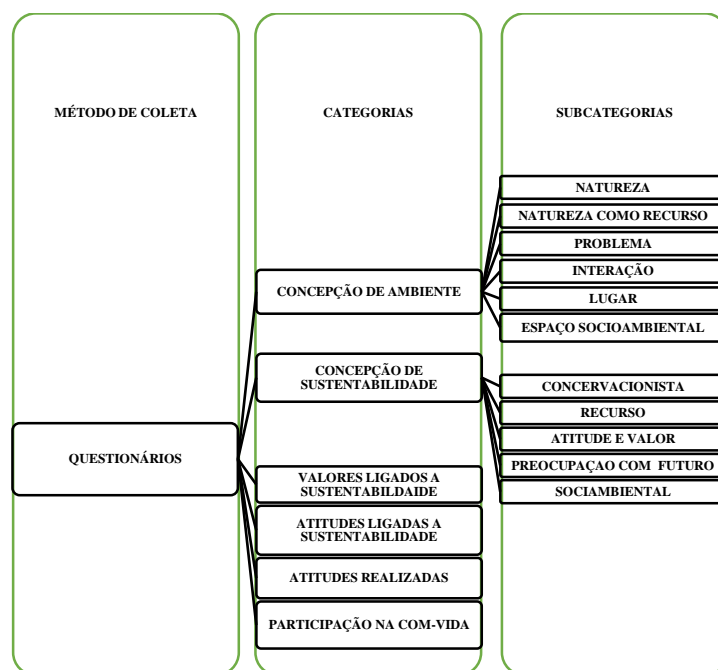 MÉTODO DE COLETA
CATEGORIAS
SUBCATEGORIAS
QUESTIONÁRIOS
CONCEPÇÃO DE AMBIENTE
NATUREZA
NATUREZA COMO RECURSO
PROBLEMA
INTERAÇÃO
LUGAR
ESPAÇO SOCIOAMBIENTAL
CONCEPÇÃO DE
SUSTENTABILIDADE
CONCERVACIONISTA
RECURSO
ATITUDE E VALOR
PREOCUPAÇAO COM FUTURO
SOCIAMBIENTAL
VALORES LIGADOS A
SUSTENTABILDAIDE
ATITUDES LIGADAS A
SUSTENTABILIDADE
ATITUDES REALIZADAS
PARTICIPAÇÃO NA COM-VIDA